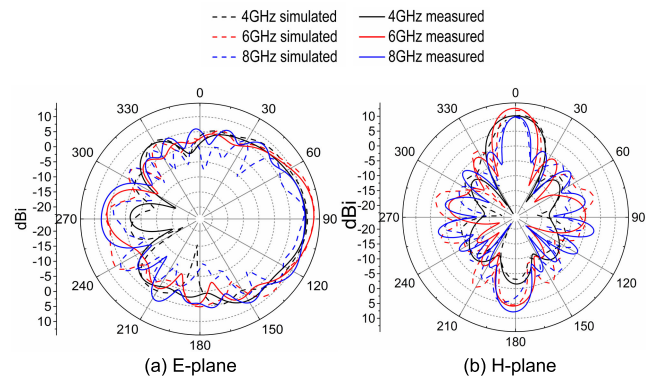 4GHz simulated 4GHz measured
6GHz simulated 6GHz measured
8GHz simulated 8GHz measured
0 0
330 30 330 30
300 60 300 60
270 90 270 90
240 120 240 120
210 150 210 150
180 180
dBi
10
5
0
-5
-10
-15
-20
-20
-15
-10
-5
0
5
10
dBi
10
5
0
-5
-10
-15
-20
-20
-15
-10
-5
0
5
10
(a) E-plane (b) H-plane